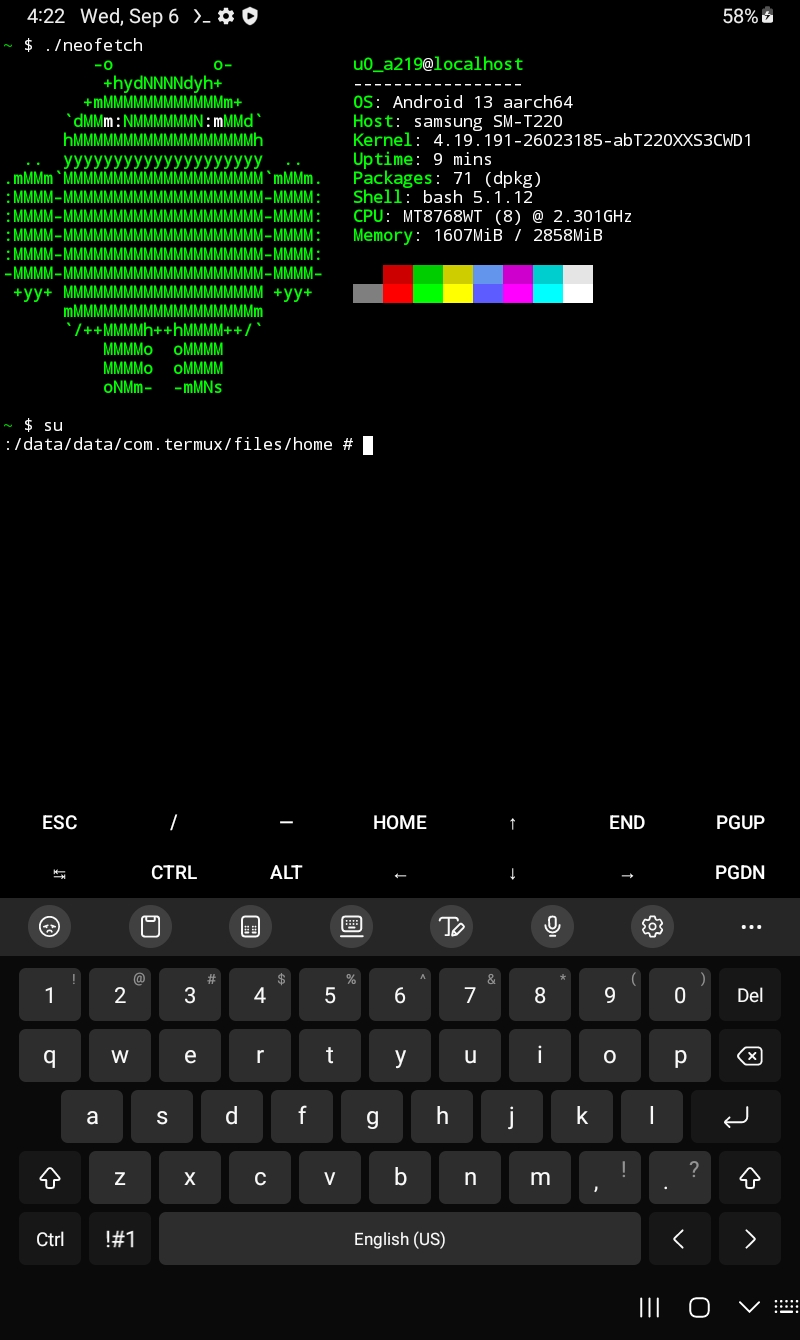 4:22 Wed, Sep 6 58%
~ $ ./neofetch
-o o- u0_a219@localhost
+hydNNNNdyh+ -----------------
+mMMMMMMMMMMMMm+ OS: Android 13 aarch64
`dMMm:NMMMMMMN:mMMd` Host: samsung SM-T220
hMMMMMMMMMMMMMMMMMMh Kernel: 4.19.191-26023185-abT220XXS3CWD1
.. yyyyyyyyyyyyyyyyyyyy .. Uptime: 9 mins
.mMMm`MMMMMMMMMMMMMMMMMMMM`mMMm. Packages: 71 (dpkg)
:MMMM-MMMMMMMMMMMMMMMMMMMM-MMMM: Shell: bash 5.1.12
:MMMM-MMMMMMMMMMMMMMMMMMMM-MMMM: CPU: MT8768WT (8) @ 2.301GHz
:MMMM-MMMMMMMMMMMMMMMMMMMM-MMMM: Memory: 1607MiB / 2858MiB
:MMMM-MMMMMMMMMMMMMMMMMMMM-MMMM:
-MMMM-MMMMMMMMMMMMMMMMMMMM-MMMM-
+yy+ MMMMMMMMMMMMMMMMMMMM +yy+
mMMMMMMMMMMMMMMMMMMm
`/++MMMMh++hMMMM++/`
MMMMo oMMMM
MMMMo oMMMM
oNMm- -mMNs
~ $ su
:/data/data/com.termux/files/home #
ESC / — HOME ↑ END PGUP
↹ CTRL ALT ← ↓ → PGDN
! @ # $ % ^ & * ( )
1 2 3 4 5 6 7 8 9 0 Del
q w e r t y u i o p
a s d f g h j k l
z x c v b n m , ! . ?
Ctrl !#1 English (US) < >